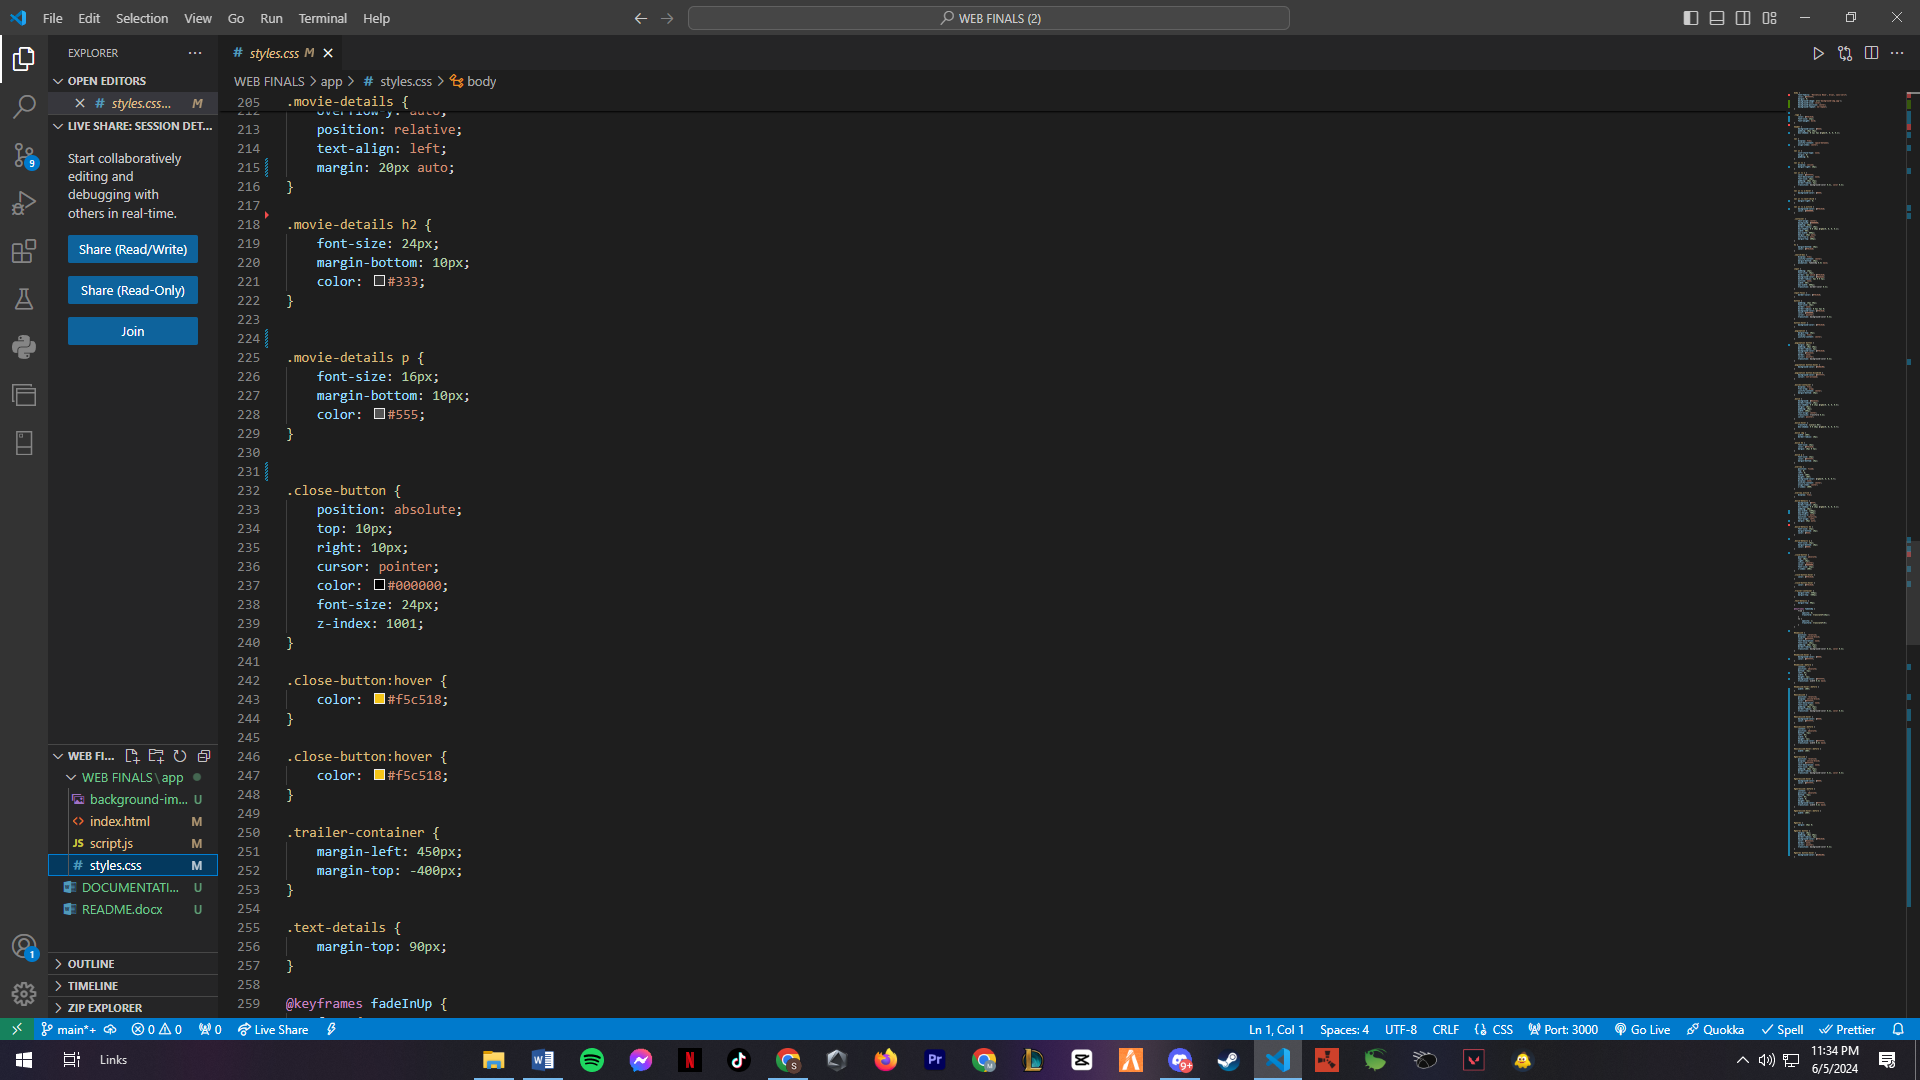 File Edit Selection View Go Run Terminal Help
WEB FINALS (2)
EXPLORER
OPEN EDITORS
styles.css... M
LIVE SHARE: SESSION DET...
Start collaboratively
editing and
debugging with
others in real-time.
Share (Read/Write)
Share (Read-Only)
Join
9
WEB FI...
WEB FINALS \ app
background-im... U
index.html M
JS script.js M
# styles.css M
DOCUMENTATI... U
README.docx U
1
OUTLINE
TIMELINE
ZIP EXPLORER
# styles.css M
WEB FINALS > app > # styles.css > body
205 .movie-details {
212 overflow-y: auto;
213 position: relative;
214 text-align: left;
215 margin: 20px auto;
216 }
217
218 .movie-details h2 {
219 font-size: 24px;
220 margin-bottom: 10px;
221 color: #333;
222 }
223
224
225 .movie-details p {
226 font-size: 16px;
227 margin-bottom: 10px;
228 color: #555;
229 }
230
231
232 .close-button {
233 position: absolute;
234 top: 10px;
235 right: 10px;
236 cursor: pointer;
237 color: #000000;
238 font-size: 24px;
239 z-index: 1001;
240 }
241
242 .close-button:hover {
243 color: #f5c518;
244 }
245
246 .close-button:hover {
247 color: #f5c518;
248 }
249
250 .trailer-container {
251 margin-left: 450px;
252 margin-top: -400px;
253 }
254
255 .text-details {
256 margin-top: 90px;
257 }
258
259 @keyframes fadeInUp {
main*+ 0 0 0 Live Share Ln 1, Col 1 Spaces: 4 UTF-8 CRLF {} CSS Port: 3000 Go Live Quokka Spell Prettier
Links
11:34 PM
6/5/2024